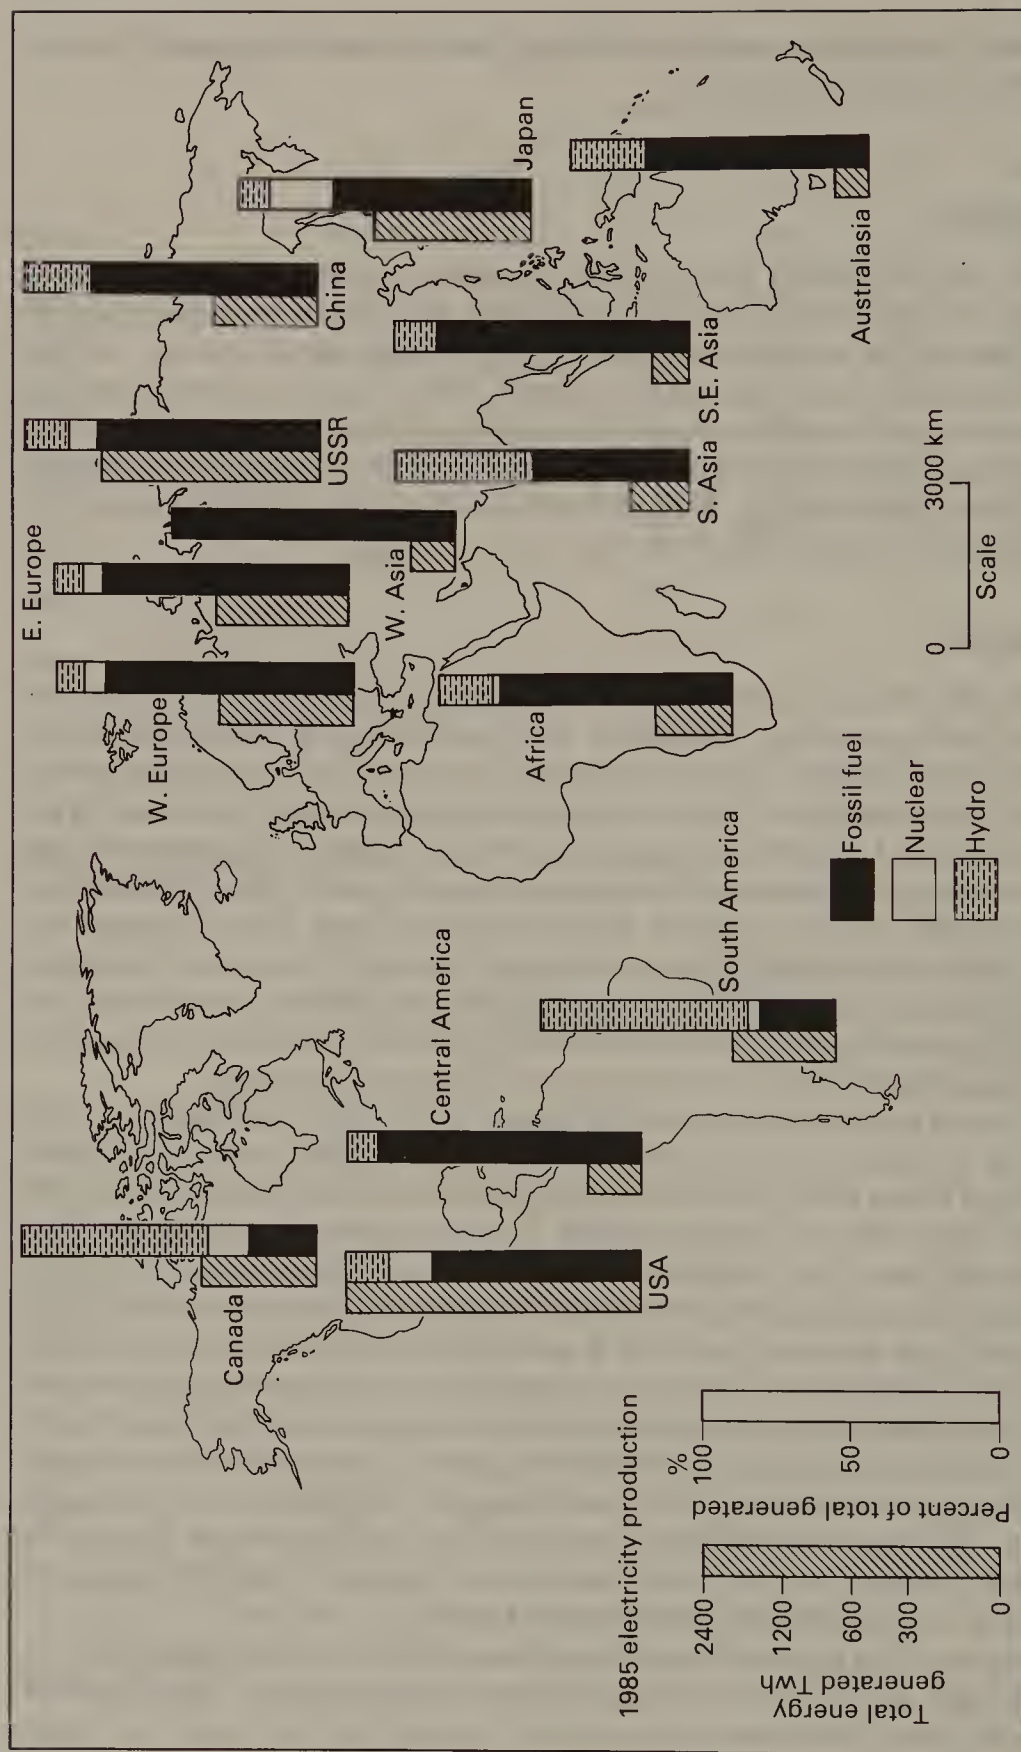 E. Europe
W. Europe
USSR
China
Japan
W. Asia
S. Asia
S.E. Asia
Australasia
Africa
Canada
USA
Central America
South America
1985 electricity production
Total energy
generated Twh
2400
1200
600
300
0
Percent of total generated
%
100
50
0
Fossil fuel
Nuclear
Hydro
0
3000 km
Scale